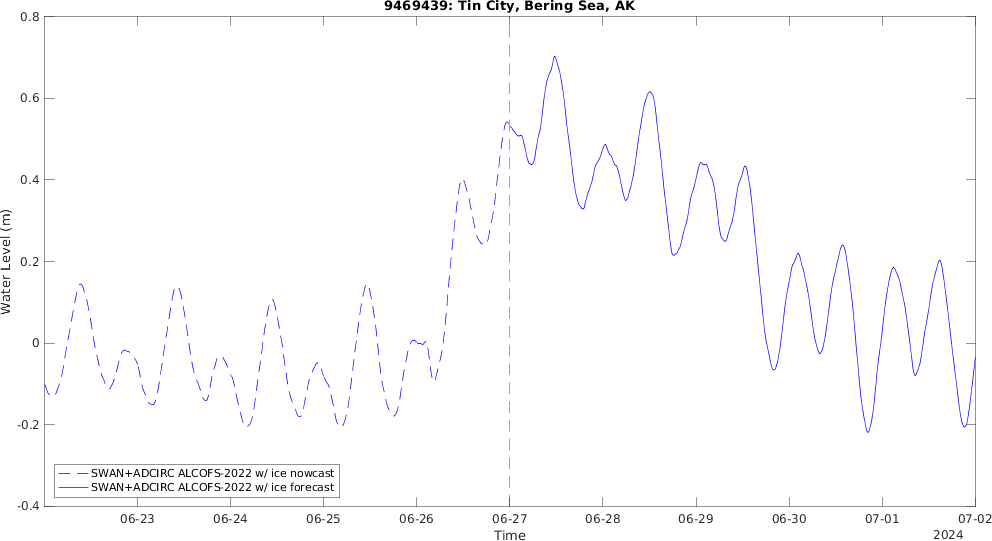 9469439: Tin City, Bering Sea, AK
0.8
0.6
0.4
0.2
0
-0.2
-0.4
Water Level (m)
SWAN+ADCIRC ALCOFS-2022 w/ ice nowcast
SWAN+ADCIRC ALCOFS-2022 w/ ice forecast
06-23 06-24 06-25 06-26 06-27 06-28 06-29 06-30 07-01 07-02
Time
2024